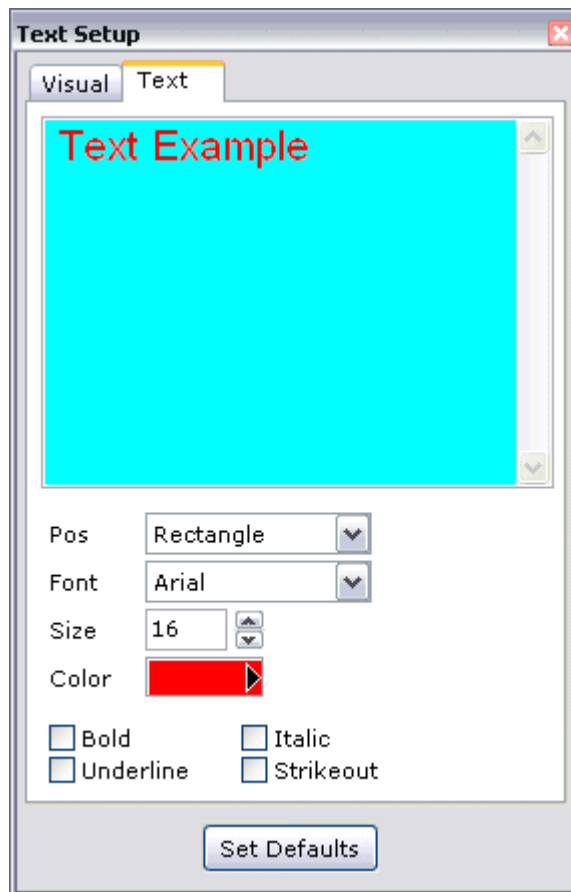 Text Setup
Visual Text
Text Example
Pos Rectangle
Font Arial
Size 16
Color
Bold Italic
Underline Strikeout
Set Defaults